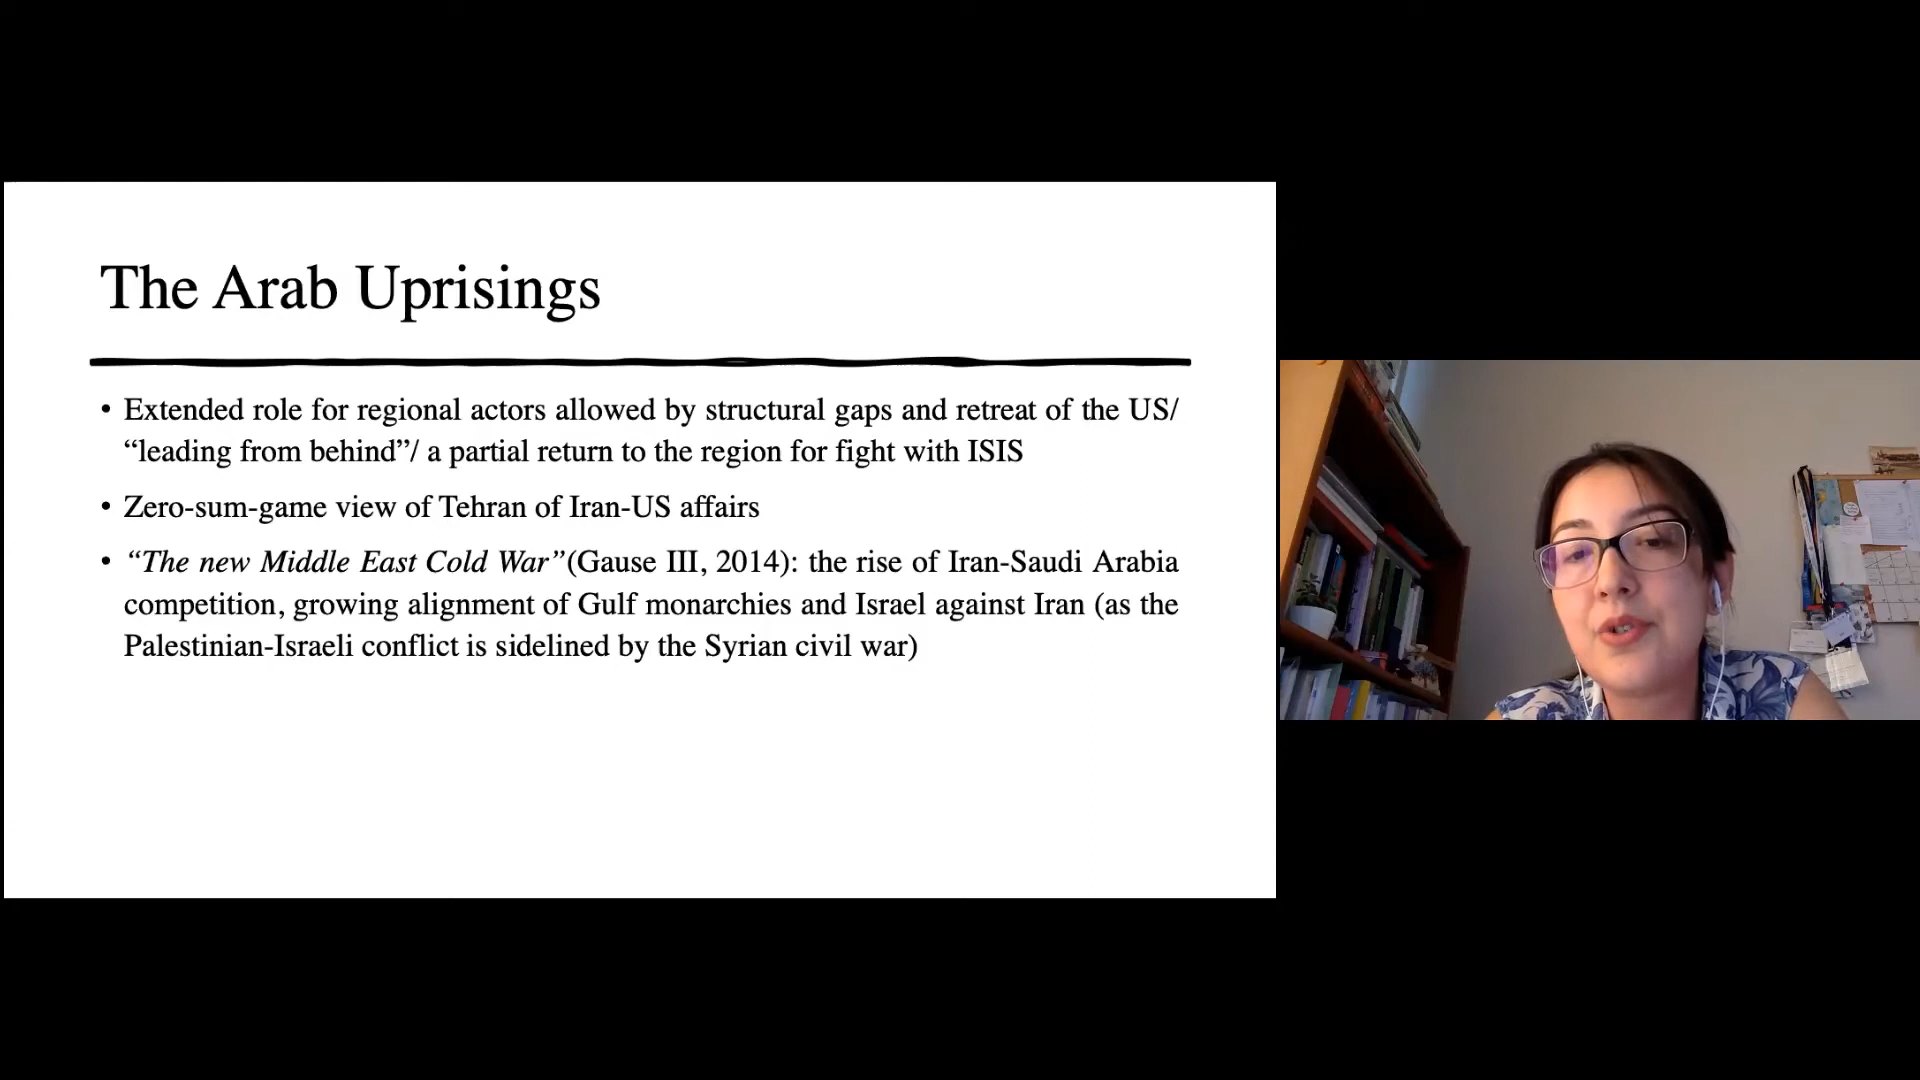 The Arab Uprisings
• Extended role for regional actors allowed by structural gaps and retreat of the US/
“leading from behind”/ a partial return to the region for fight with ISIS
• Zero-sum-game view of Tehran of Iran-US affairs
• “The new Middle East Cold War”(Gause III, 2014): the rise of Iran-Saudi Arabia
competition, growing alignment of Gulf monarchies and Israel against Iran (as the
Palestinian-Israeli conflict is sidelined by the Syrian civil war)